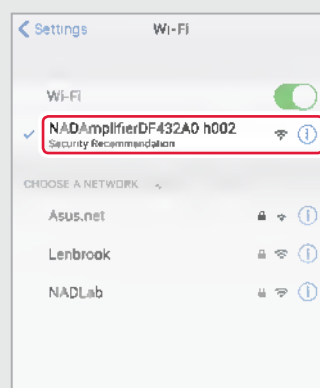 Settings Wi-Fi
Wi-Fi
NADAmplifierDF432A0 h002
Security Recommendation
CHOOSE A NETWORK
Asus.net
Lenbrook
NADLab